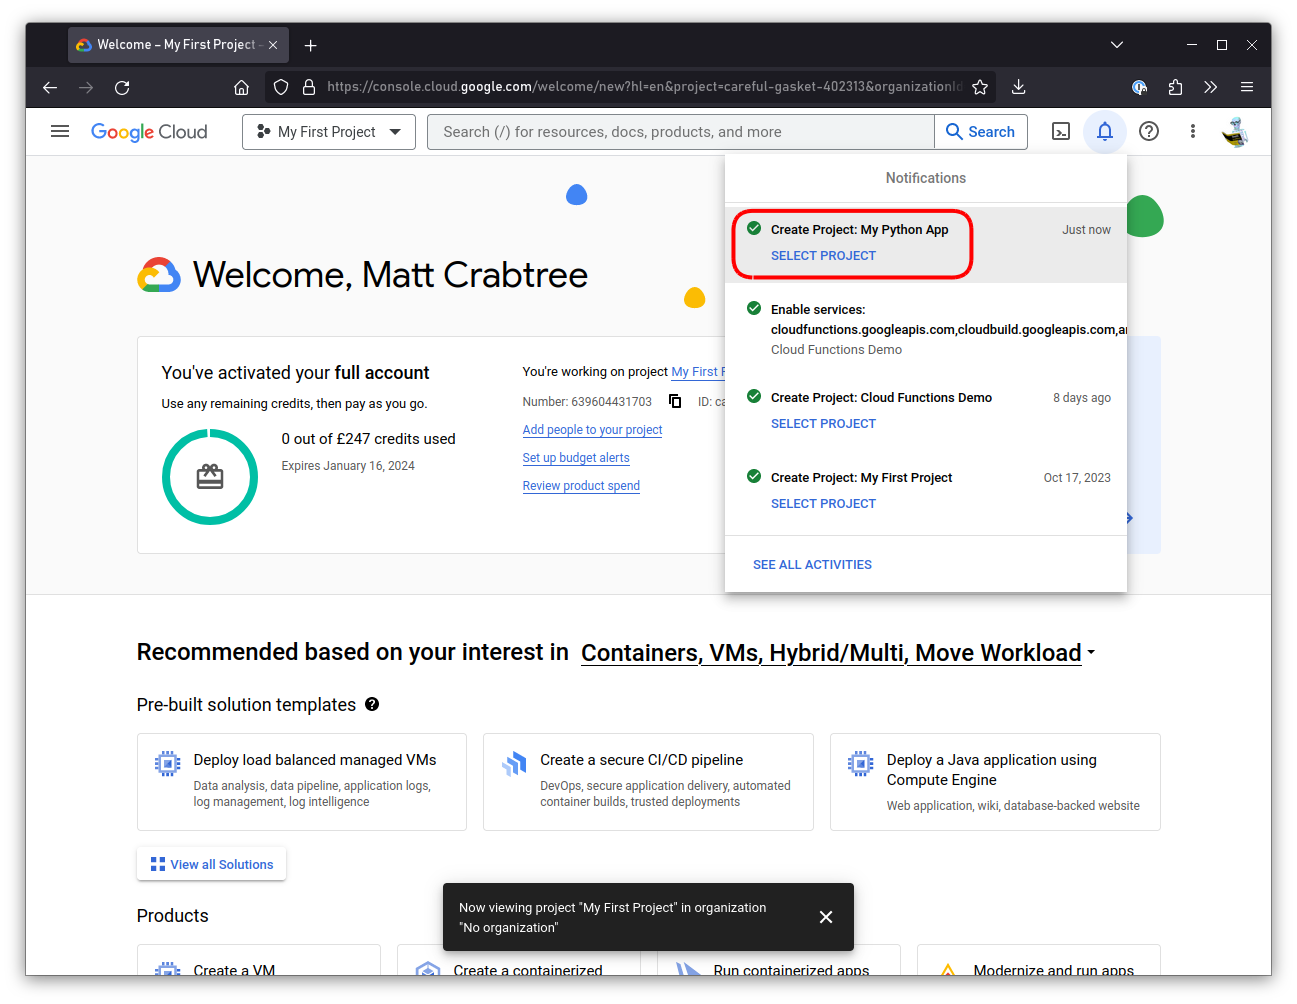 Welcome – My First Project –
https://console.cloud.google.com/welcome/new?hl=en&project=careful-gasket-402313&organizationId
Google Cloud
My First Project
Search (/) for resources, docs, products, and more
Search
Notifications
Create Project: My Python App
Just now
SELECT PROJECT
Enable services:
cloudfunctions.googleapis.com,cloudbuild.googleapis.com,ar
Cloud Functions Demo
Create Project: Cloud Functions Demo
8 days ago
SELECT PROJECT
Create Project: My First Project
Oct 17, 2023
SELECT PROJECT
SEE ALL ACTIVITIES
Welcome, Matt Crabtree
You've activated your full account
Use any remaining credits, then pay as you go.
0 out of £247 credits used
Expires January 16, 2024
You're working on project My First P
Number: 639604431703
ID: ca
Add people to your project
Set up budget alerts
Review product spend
Recommended based on your interest in Containers, VMs, Hybrid/Multi, Move Workload
Pre-built solution templates
Deploy load balanced managed VMs
Data analysis, data pipeline, application logs,
log management, log intelligence
Create a secure CI/CD pipeline
DevOps, secure application delivery, automated
container builds, trusted deployments
Deploy a Java application using
Compute Engine
Web application, wiki, database-backed website
View all Solutions
Products
Now viewing project "My First Project" in organization
"No organization"
Create a VM
Create a containerized
Run containerized apps
Modernize and run apps